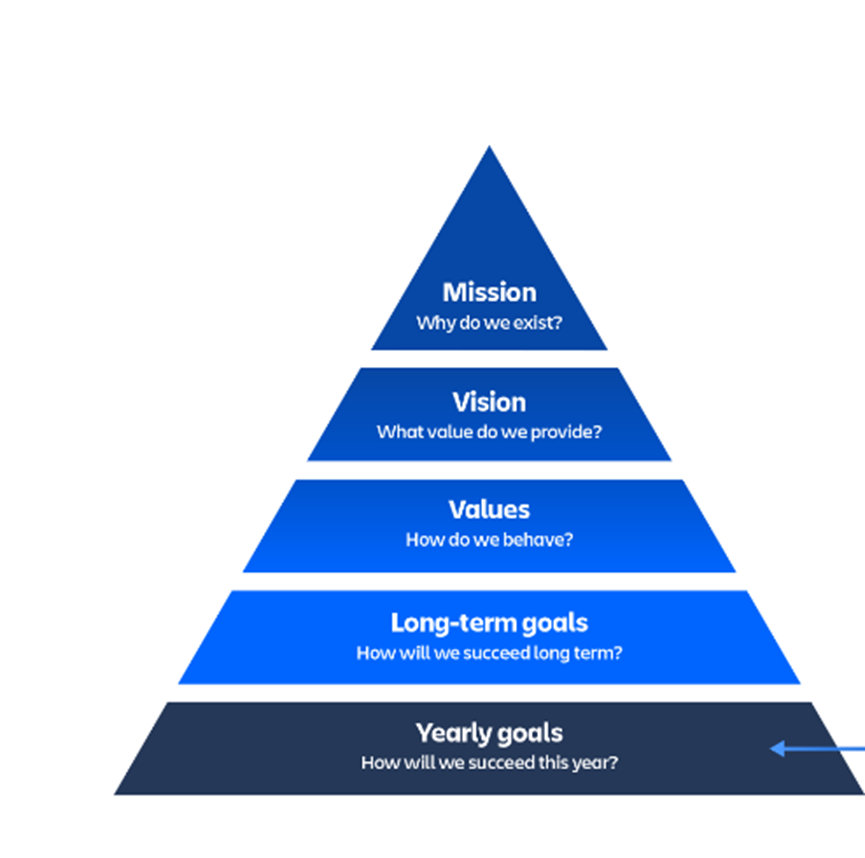 Mission
Why do we exist?
Vision
What value do we provide?
Values
How do we behave?
Long-term goals
How will we succeed long term?
Yearly goals
How will we succeed this year?